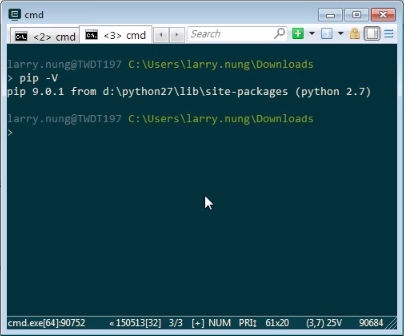 cmd
<2> cmd
<3> cmd
Search
larry.nung@TWDT197 C:\Users\larry.nung\Downloads
> pip -V
pip 9.0.1 from d:\python27\lib\site-packages (python 2.7)
larry.nung@TWDT197 C:\Users\larry.nung\Downloads
>
cmd.exe[64]:90752 « 150513[32] 3/3 [+] NUM PRI‡ 61x20 (3,7) 25V 90684